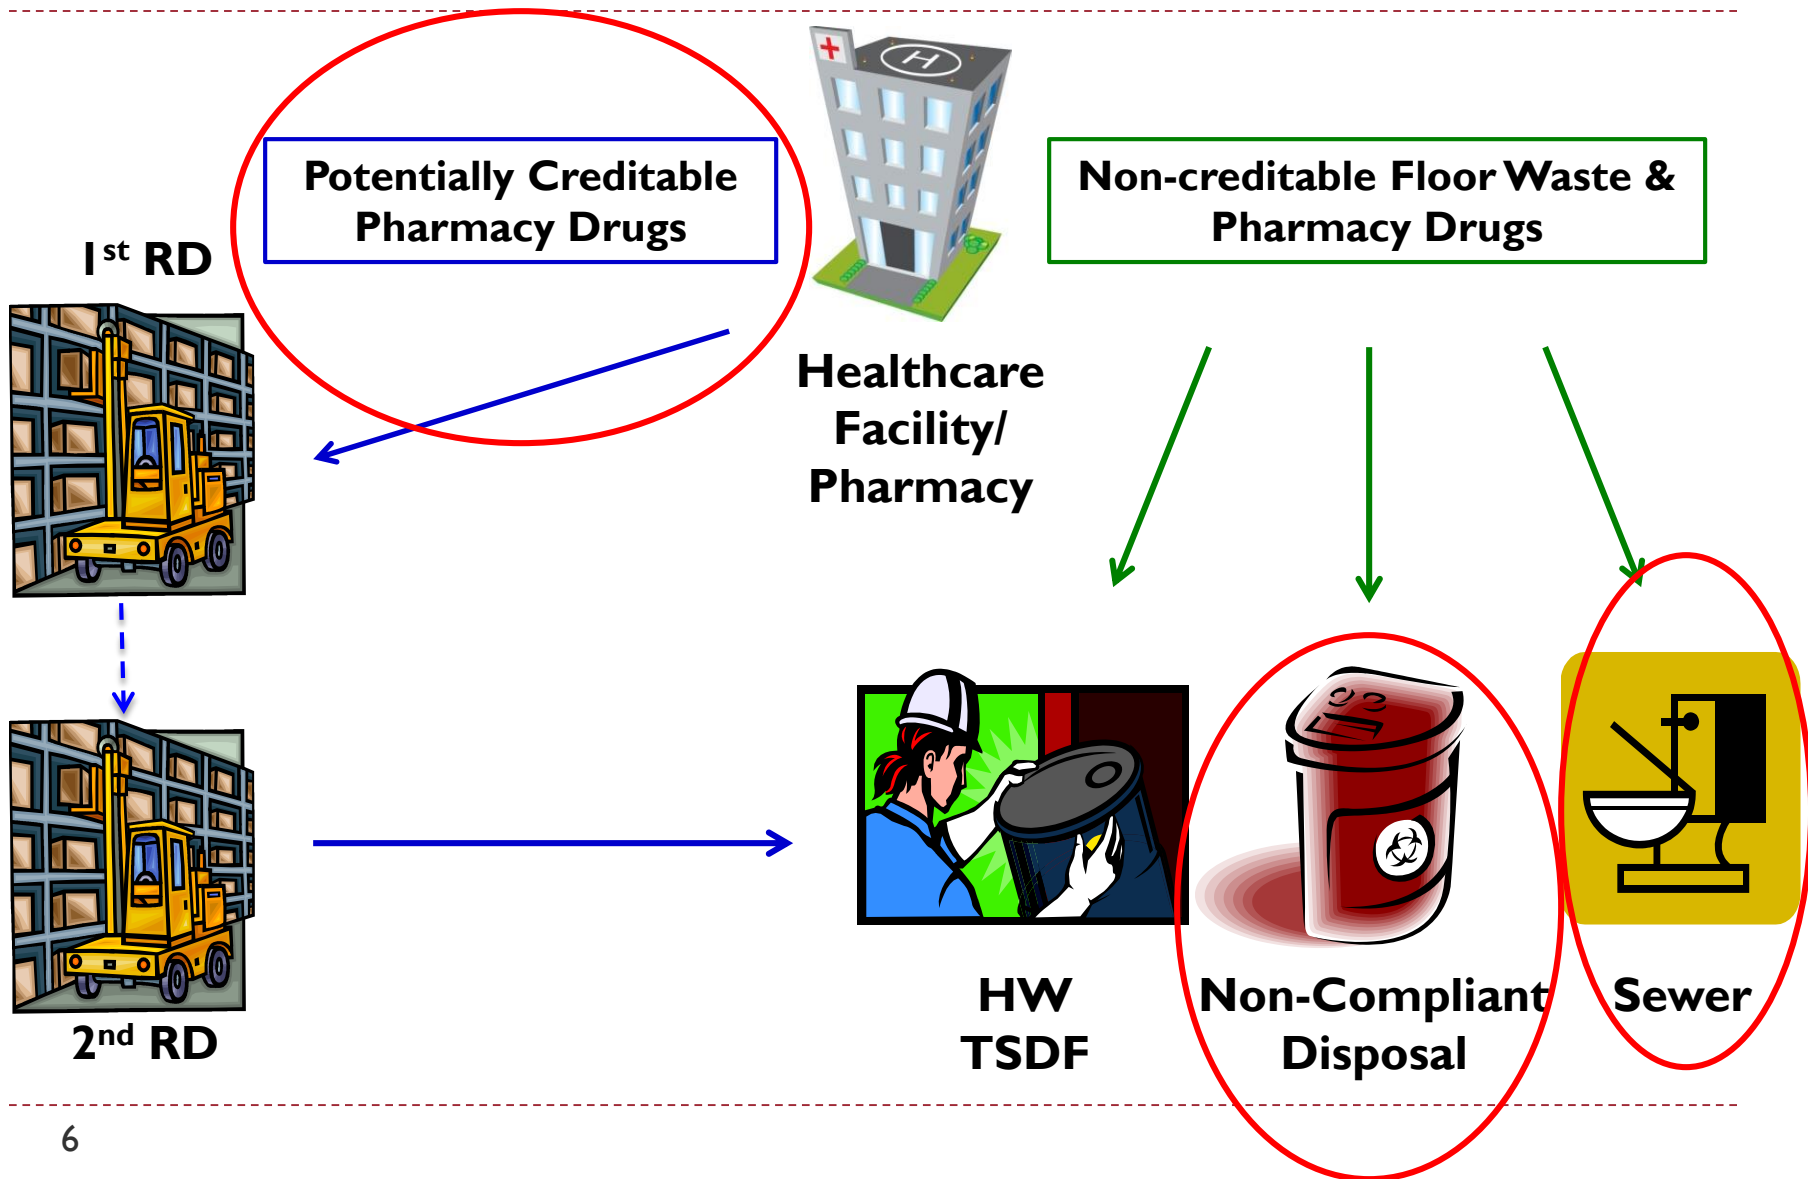 Potentially Creditable
Pharmacy Drugs
H
Non-creditable Floor Waste &
Pharmacy Drugs
1st RD
Healthcare
Facility/
Pharmacy
2nd RD
HW
TSDF
Non-Compliant
Disposal
Sewer
6